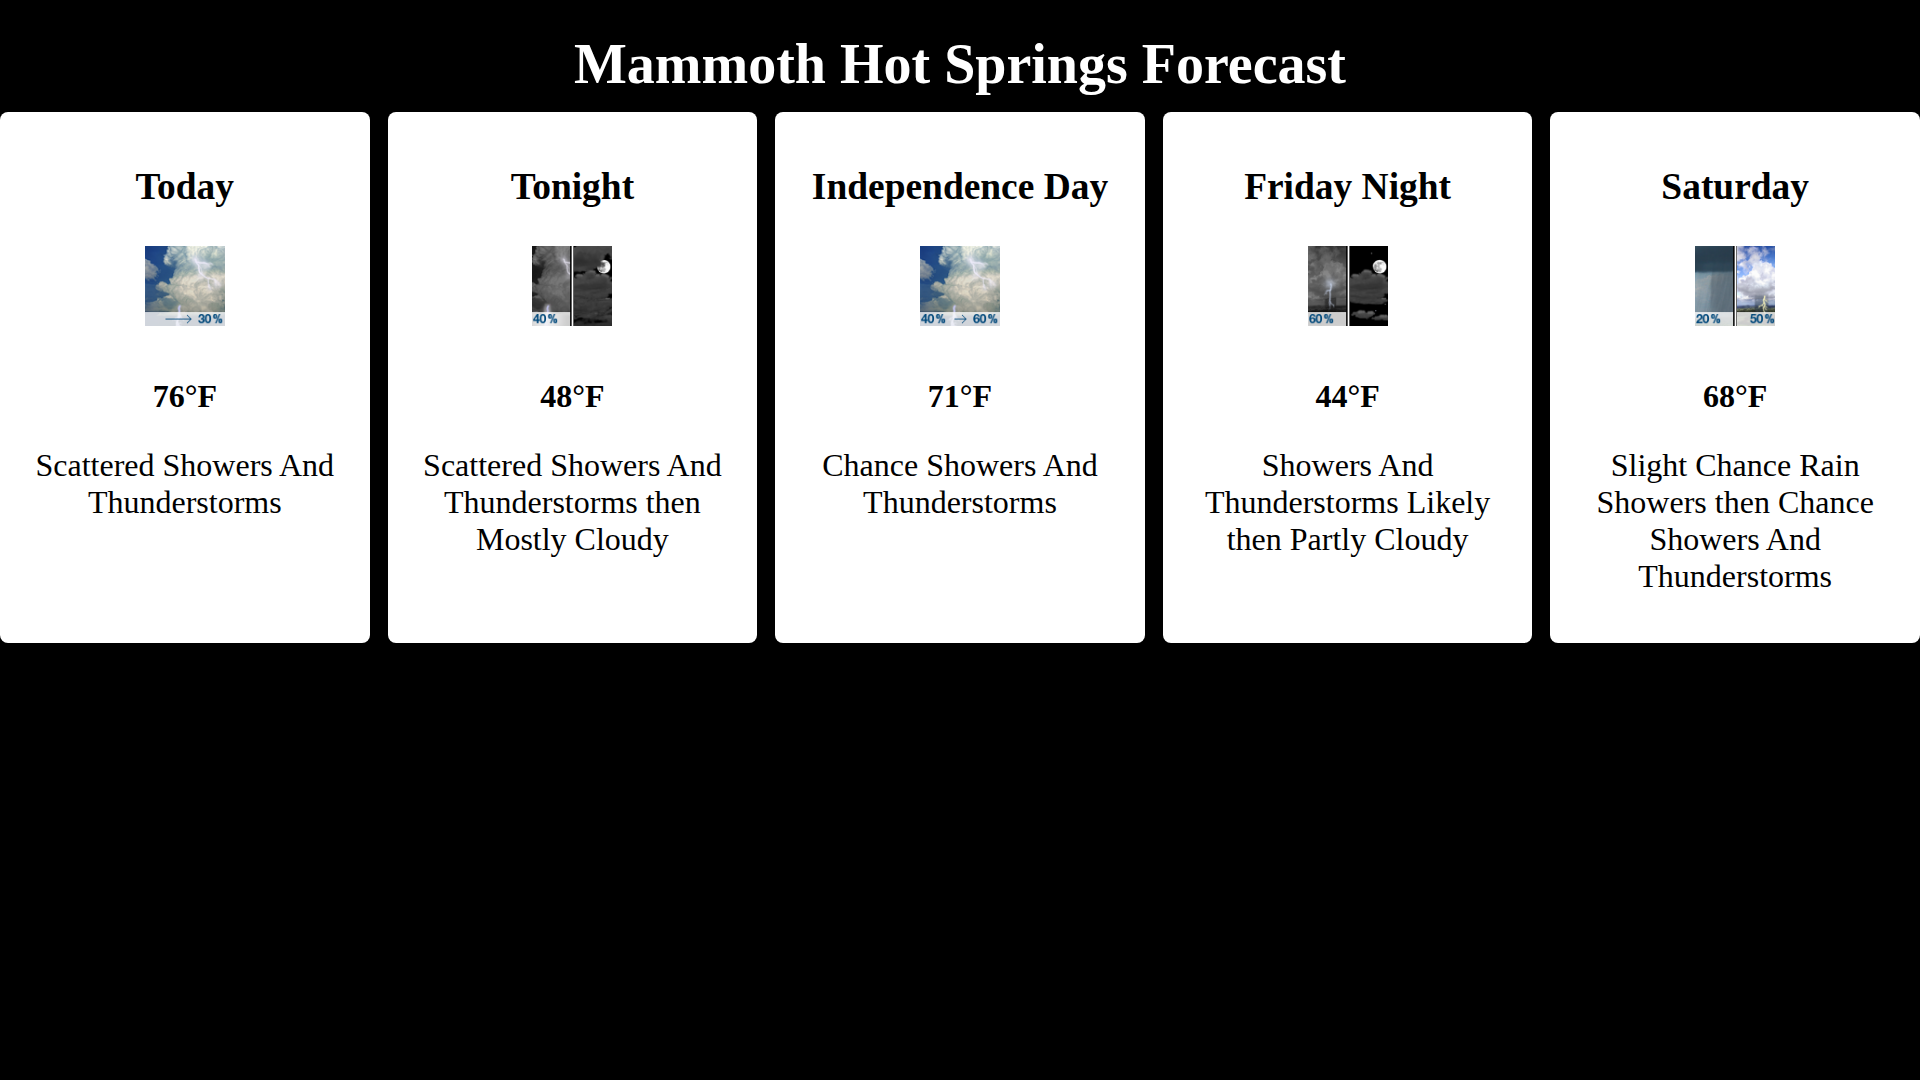 Mammoth Hot Springs Forecast
Today
30%
76°F
Scattered Showers And
Thunderstorms
Tonight
40%
48°F
Scattered Showers And
Thunderstorms then
Mostly Cloudy
Independence Day
40% 60%
71°F
Chance Showers And
Thunderstorms
Friday Night
60%
44°F
Showers And
Thunderstorms Likely
then Partly Cloudy
Saturday
20% 50%
68°F
Slight Chance Rain
Showers then Chance
Showers And
Thunderstorms